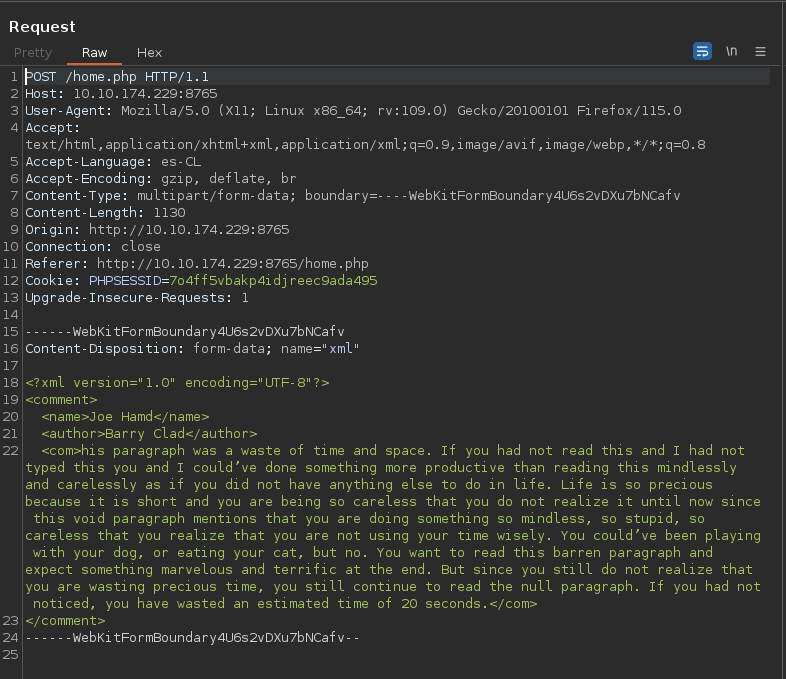 Request
Pretty Raw Hex
\n
1 POST /home.php HTTP/1.1
2 Host: 10.10.174.229:8765
3 User-Agent: Mozilla/5.0 (X11; Linux x86_64; rv:109.0) Gecko/20100101 Firefox/115.0
4 Accept:
text/html,application/xhtml+xml,application/xml;q=0.9,image/avif,image/webp,*/*;q=0.8
5 Accept-Language: es-CL
6 Accept-Encoding: gzip, deflate, br
7 Content-Type: multipart/form-data; boundary=----WebKitFormBoundary4U6s2vDXu7bNCafv
8 Content-Length: 1130
9 Origin: http://10.10.174.229:8765
10 Connection: close
11 Referer: http://10.10.174.229:8765/home.php
12 Cookie: PHPSESSID=7o4ff5vbakp4idjreec9ada495
13 Upgrade-Insecure-Requests: 1
14
15 ------WebKitFormBoundary4U6s2vDXu7bNCafv
16 Content-Disposition: form-data; name="xml"
17
18 <?xml version="1.0" encoding="UTF-8"?>
19 <comment>
20   <name>Joe Hamd</name>
21   <author>Barry Clad</author>
22   <com>his paragraph was a waste of time and space. If you had not read this and I had not
typed this you and I could’ve done something more productive than reading this mindlessly
and carelessly as if you did not have anything else to do in life. Life is so precious
because it is short and you are being so careless that you do not realize it until now since
this void paragraph mentions that you are doing something so mindless, so stupid, so
careless that you realize that you are not using your time wisely. You could’ve been playing
with your dog, or eating your cat, but no. You want to read this barren paragraph and
expect something marvelous and terrific at the end. But since you still do not realize that
you are wasting precious time, you still continue to read the null paragraph. If you had not
noticed, you have wasted an estimated time of 20 seconds.</com>
23 </comment>
24 ------WebKitFormBoundary4U6s2vDXu7bNCafv--
25